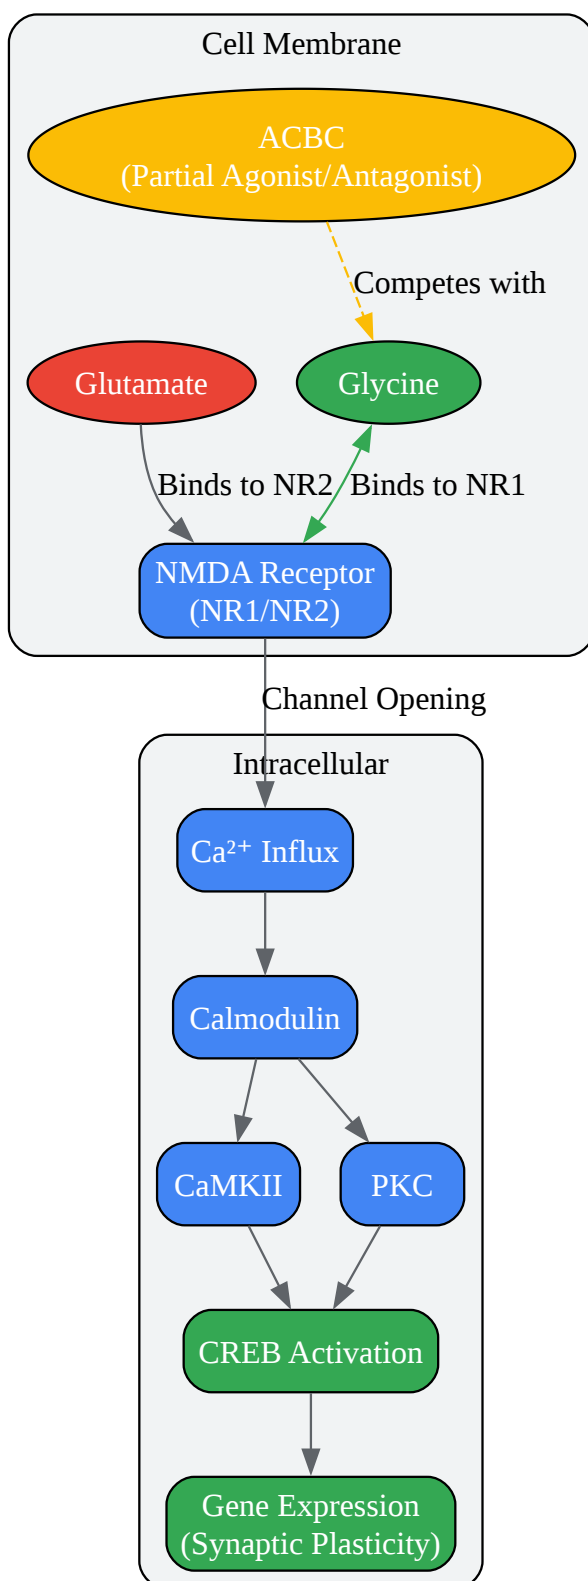 Cell Membrane
ACBC
(Partial Agonist/Antagonist)
Competes with
Glutamate
Glycine
Binds to NR2
Binds to NR1
NMDA Receptor
(NR1/NR2)
Channel Opening
Intracellular
Ca²⁺ Influx
Calmodulin
CaMKII
PKC
CREB Activation
Gene Expression
(Synaptic Plasticity)